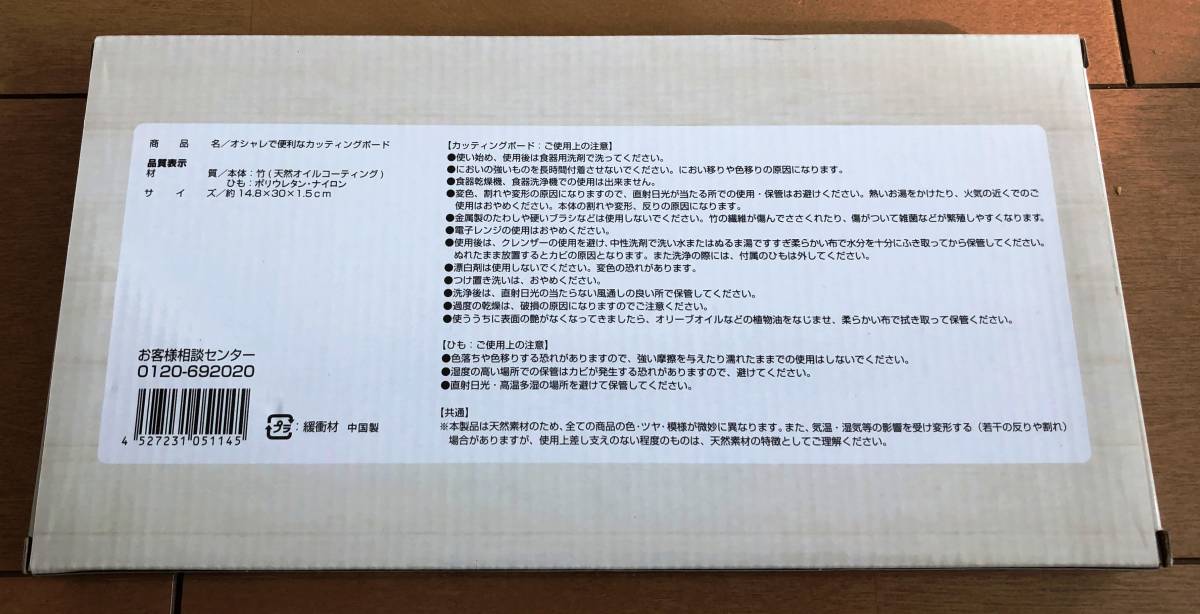 商品名／オシャレで便利なカッティングボード
品質表示
材質／本体：竹（天然オイルコーティング）
ひも：ポリウレタン・ナイロン
サイズ／約14.8×30×1.5cm
お客様相談センター
0120-692020
4 527231 051145
プラ：緩衝材 中国製
【カッティングボード：ご使用上の注意】
●使い始め、使用後は食器用洗剤で洗ってください。
●においの強いものを長時間付着させないでください。におい移りや色移りの原因になります。
●食器乾燥機、食器洗浄機での使用は出来ません。
●変色、割れや変形の原因になりますので、直射日光が当たる所での使用・保管はお避けください。熱いお湯をかけたり、火気の近くでのご
使用はおやめください。本体の割れや変形、反りの原因になります。
●金属製のたわしや硬いブラシなどは使用しないでください。竹の繊維が傷んでささくれたり、傷がついて雑菌などが繁殖しやすくなります。
●電子レンジの使用はおやめください。
●使用後は、クレンザーの使用を避け、中性洗剤で洗い水またはぬるま湯ですすぎ柔らかい布で水分を十分にふき取ってから保管してください。
ぬれたまま放置するとカビの原因となります。また洗浄の際には、付属のひもは外してください。
●漂白剤は使用しないでください。変色の恐れがあります。
●つけ置き洗いは、おやめください。
●洗浄後は、直射日光の当たらない風通しの良い所で保管してください。
●過度の乾燥は、破損の原因になりますのでご注意ください。
●使ううちに表面の艶がなくなってきましたら、オリーブオイルなどの植物油をなじませ、柔らかい布で拭き取って保管ください。
【ひも：ご使用上の注意】
●色落ちや色移りする恐れがありますので、強い摩擦を与えたり濡れたままでの使用はしないでください。
●湿度の高い場所での保管はカビが発生する恐れがありますので、避けてください。
●直射日光・高温多湿の場所を避けて保管してください。
【共通】
※本製品は天然素材のため、全ての商品の色・ツヤ・模様が微妙に異なります。また、気温・湿気等の影響を受け変形する（若干の反りや割れ）
場合がありますが、使用上差し支えのない程度のものは、天然素材の特徴としてご理解ください。